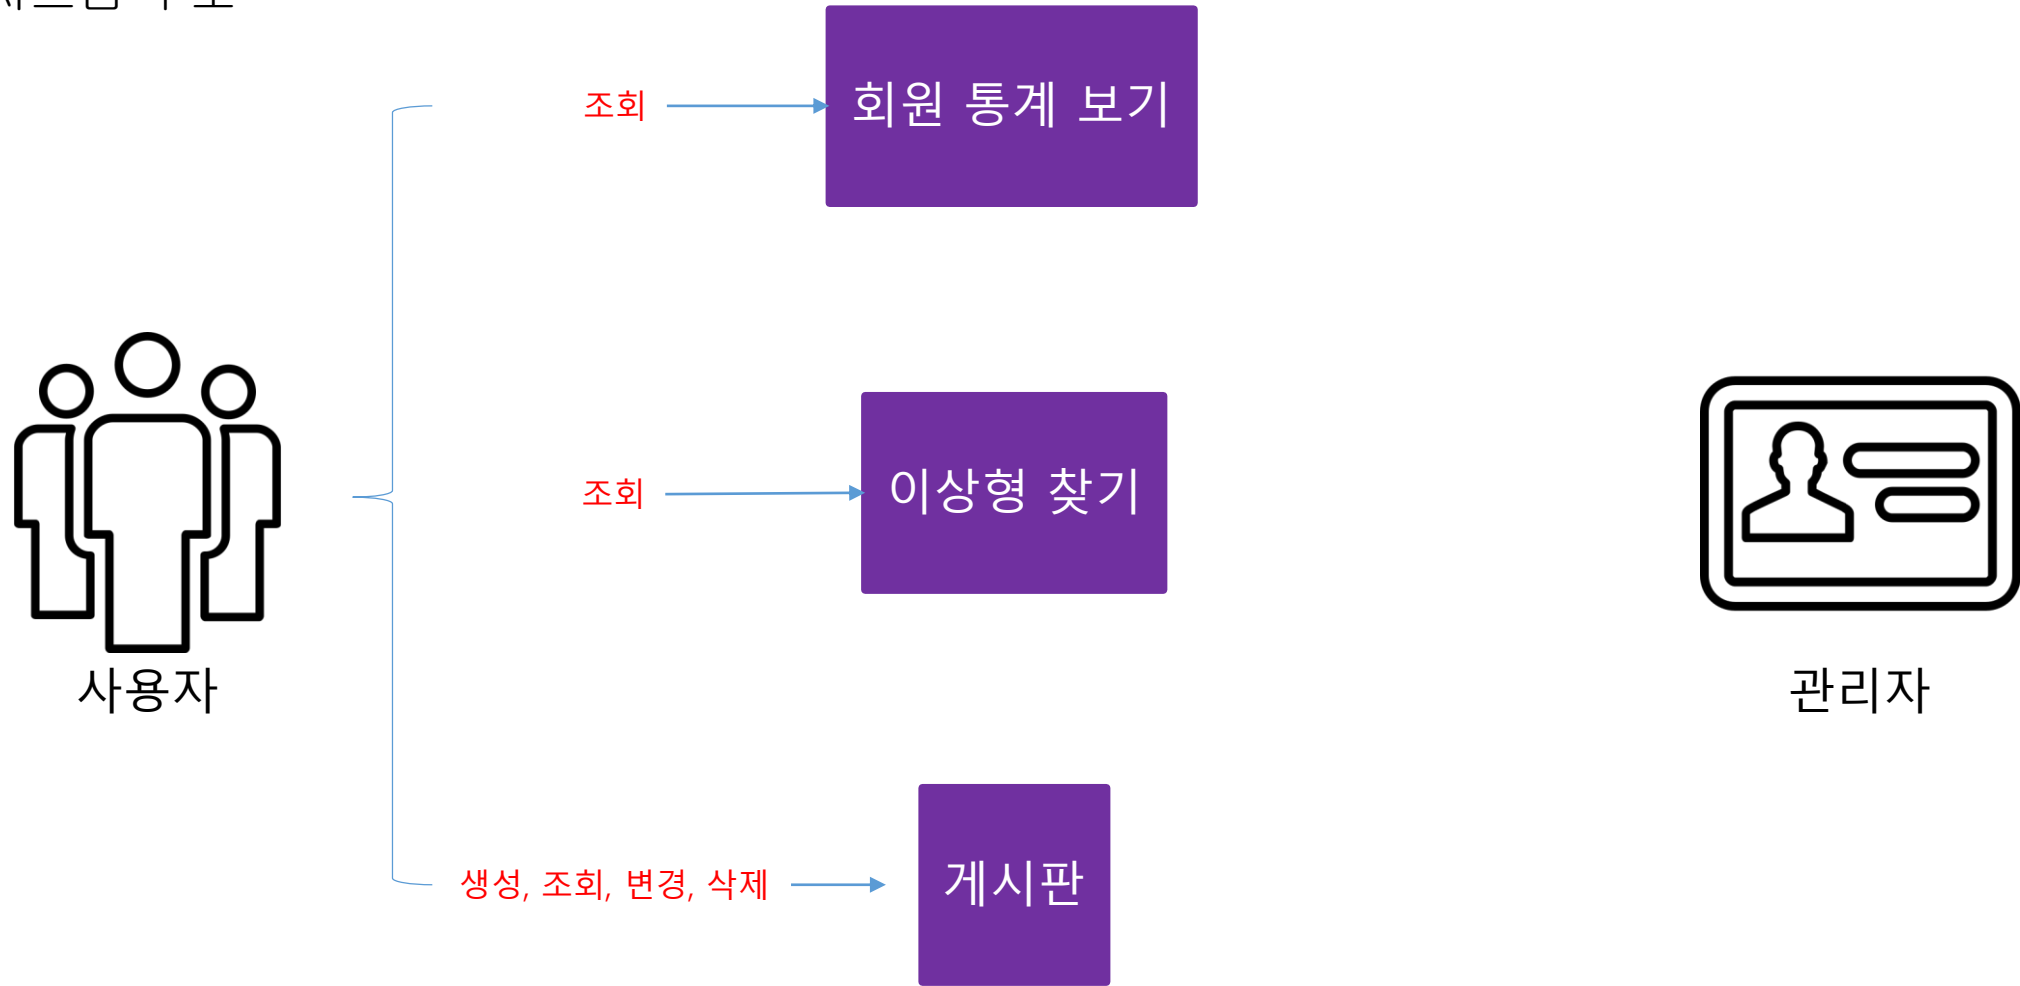 조회
회원 통계 보기
조회
이상형 찾기
사용자
관리자
생성, 조회, 변경, 삭제
게시판